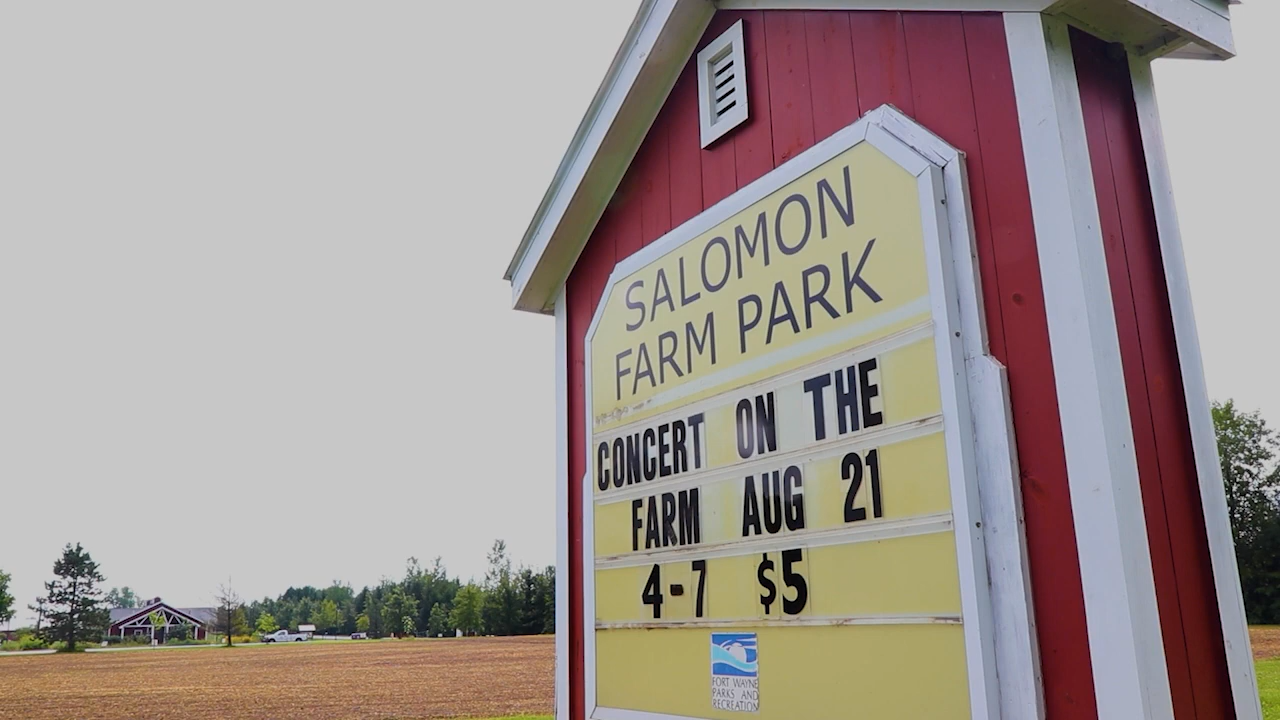 SALOMON
FARM PARK
CONCERT ON THE
FARM AUG 21
4-7 $5
FORT WAYNE
PARKS AND
RECREATION